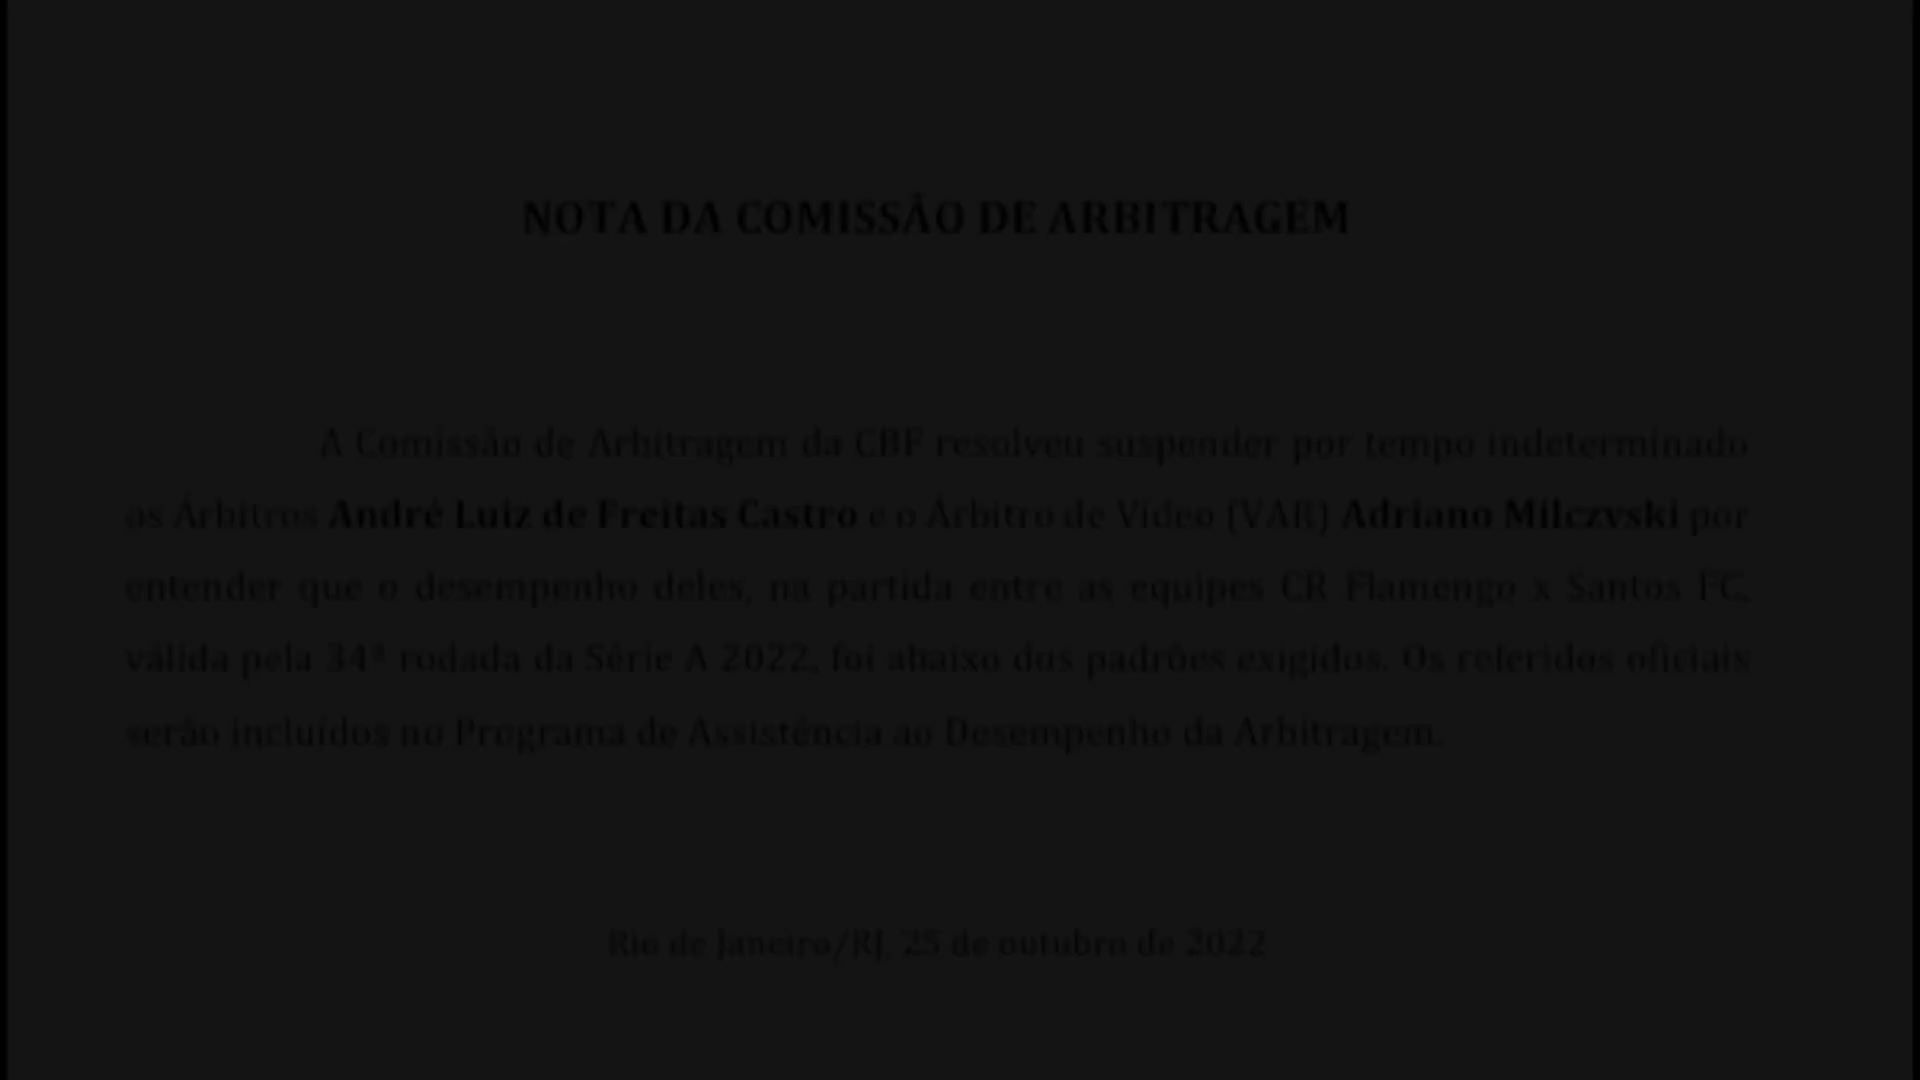 NOTA DA COMISSÃO DE ARBITRAGEM
A Comissão de Arbitragem da CBF resolveu suspender por tempo indeterminado
os Árbitros André Luiz de Freitas Castro e o Árbitro de Vídeo (VAR) Adriano Milczvski por
entender que o desempenho deles, na partida entre as equipes CR Flamengo x Santos FC,
válida pela 34ª rodada da Série A 2022, foi abaixo dos padrões exigidos. Os referidos oficiais
serão incluídos no Programa de Assistência ao Desempenho da Arbitragem.
Rio de Janeiro/RJ, 25 de outubro de 2022